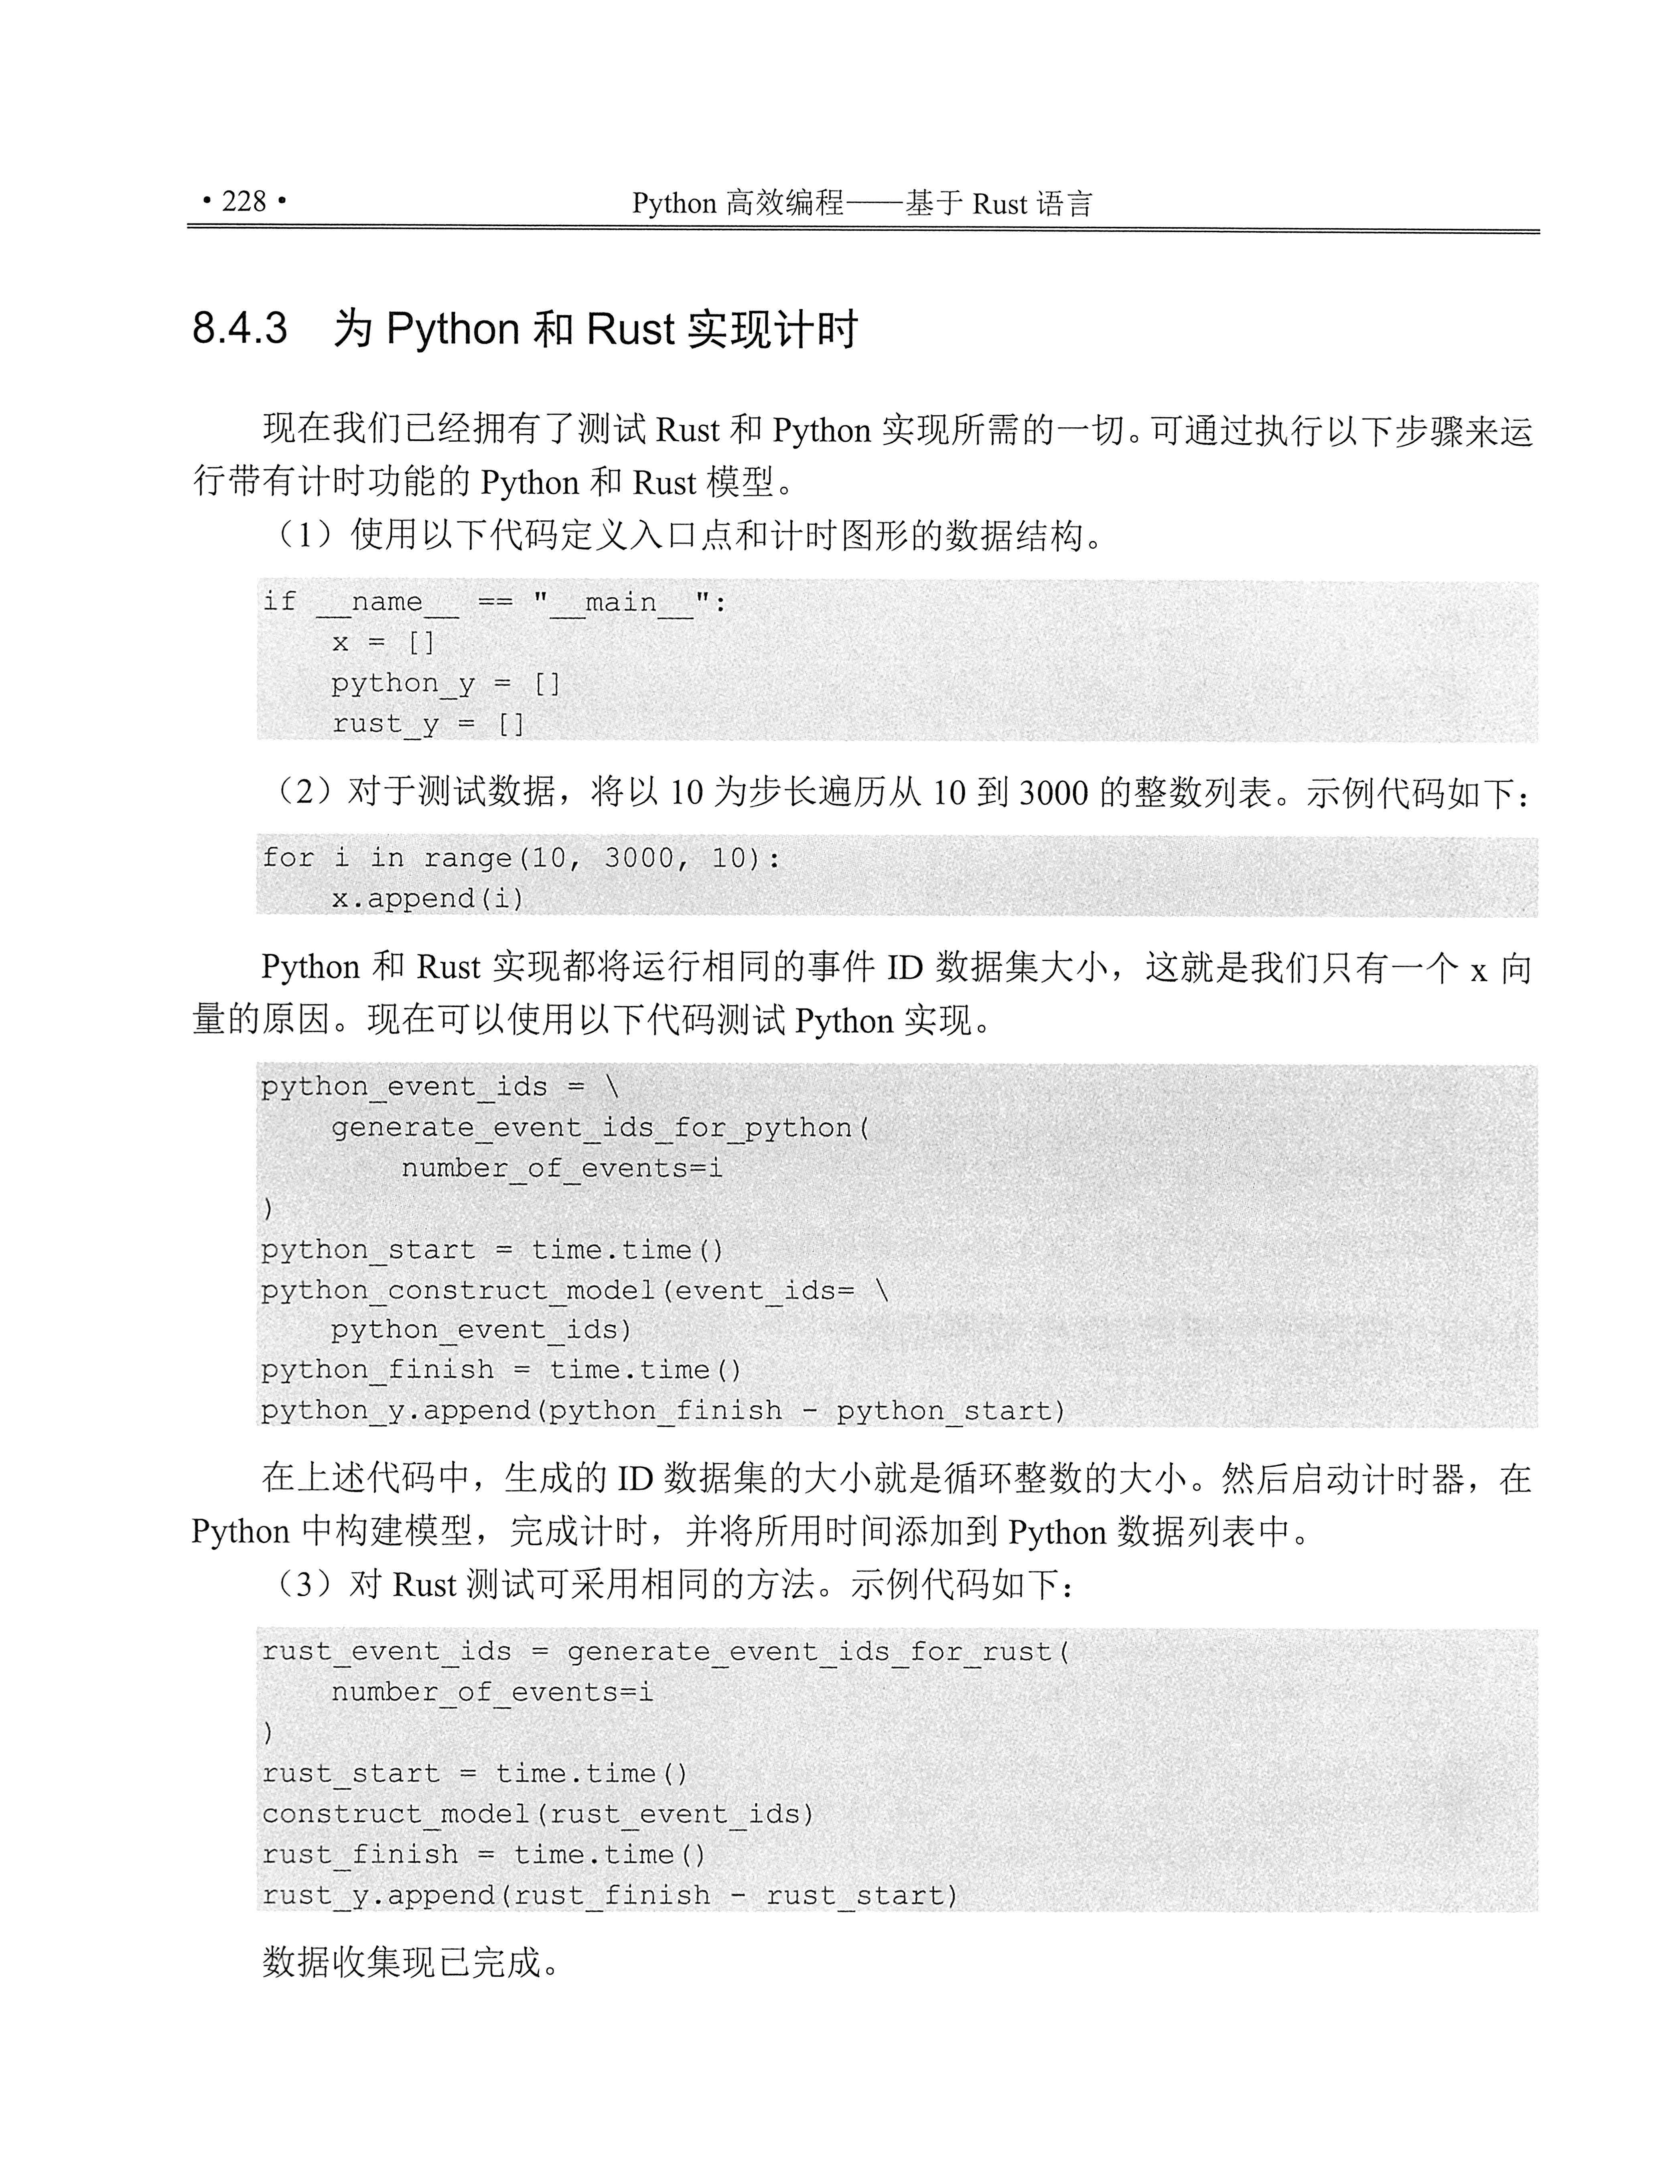 • 228 • Python 高效编程——基于 Rust 语言
8.4.3 为 Python 和 Rust 实现计时
现在我们已经拥有了测试 Rust 和 Python 实现所需的一切。可通过执行以下步骤来运
行带有计时功能的 Python 和 Rust 模型。
（1）使用以下代码定义入口点和计时图形的数据结构。
if __name__ == "__main__":
    x = []
    python_y = []
    rust_y = []
（2）对于测试数据，将以 10 为步长遍历从 10 到 3000 的整数列表。示例代码如下：
for i in range(10, 3000, 10):
    x.append(i)
Python 和 Rust 实现都将运行相同的事件 ID 数据集大小，这就是我们只有一个 x 向
量的原因。现在可以使用以下代码测试 Python 实现。
python_event_ids = \
    generate_event_ids_for_python(
        number_of_events=i
)
python_start = time.time()
python_construct_model(event_ids= \
    python_event_ids)
python_finish = time.time()
python_y.append(python_finish - python_start)
在上述代码中，生成的 ID 数据集的大小就是循环整数的大小。然后启动计时器，在
Python 中构建模型，完成计时，并将所用时间添加到 Python 数据列表中。
（3）对 Rust 测试可采用相同的方法。示例代码如下：
rust_event_ids = generate_event_ids_for_rust(
    number_of_events=i
)
rust_start = time.time()
construct_model(rust_event_ids)
rust_finish = time.time()
rust_y.append(rust_finish - rust_start)
数据收集现已完成。